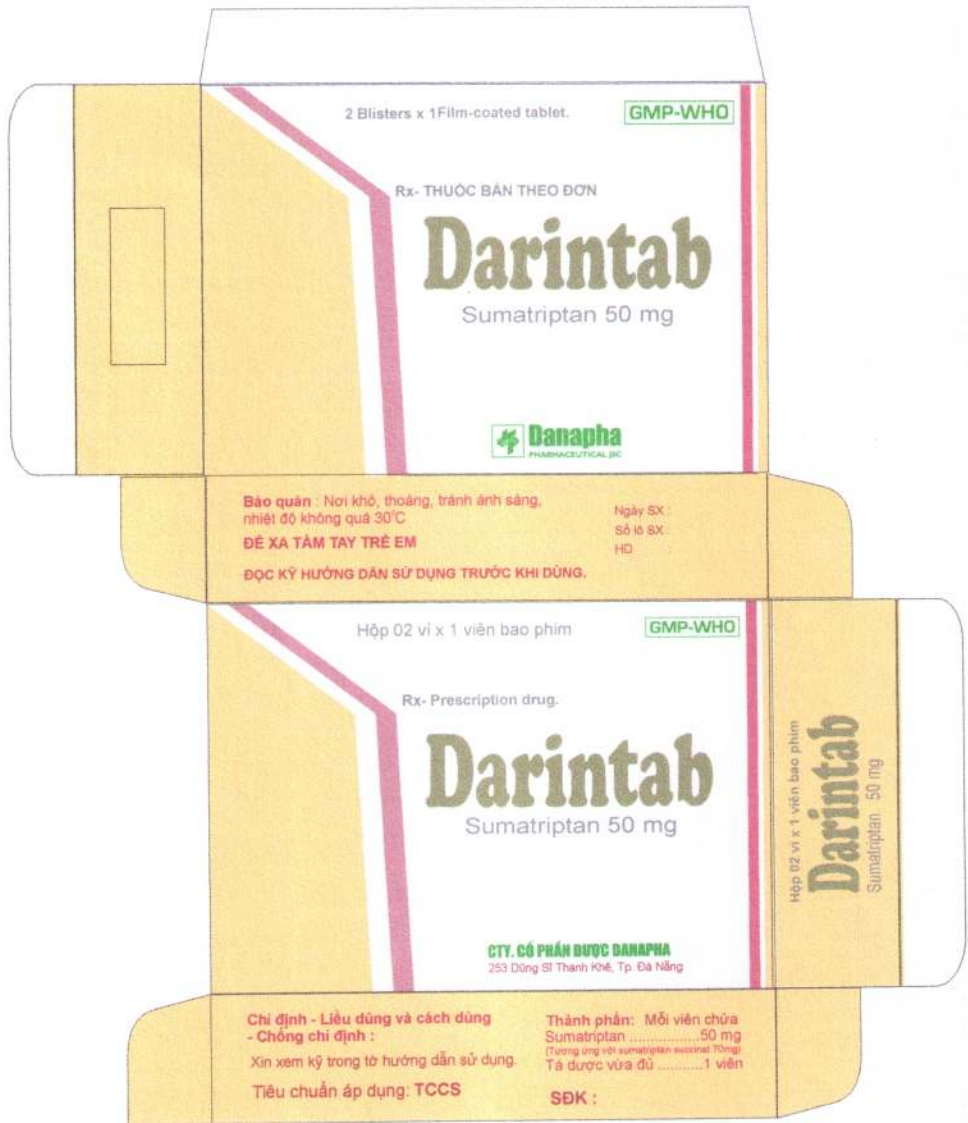 2 Blisters x 1Film-coated tablet.
GMP-WHO
Rx- THUỐC BÁN THEO ĐƠN
Darintab
Sumatriptan 50 mg
Danapha
PHARMACEUTICAL JSC
Bảo quản : Nơi khô, thoáng, tránh ánh sáng,
nhiệt độ không quá 30°C
ĐỂ XA TẦM TAY TRẺ EM
ĐỌC KỸ HƯỚNG DẪN SỬ DỤNG TRƯỚC KHI DÙNG.
Ngày SX :
Số lô SX :
HD
Hộp 02 vỉ x 1 viên bao phim
GMP-WHO
Rx- Prescription drug.
Darintab
Sumatriptan 50 mg
CTY. CỔ PHẦN DƯỢC DANAPHA
253 Dũng Sĩ Thanh Khê, Tp. Đà Nẵng
Hộp 02 vỉ x 1 viên bao phim
Darintab
Sumatriptan 50 mg
Chỉ định - Liều dùng và cách dùng
- Chống chỉ định :
Xin xem kỹ trong tờ hướng dẫn sử dụng.
Tiêu chuẩn áp dụng: TCCS
Thành phần: Mỗi viên chứa
Sumatriptan ..............50 mg
(Tương ứng với sumatriptan succinat 70mg)
Tá dược vừa đủ ..........1 viên
SĐK :